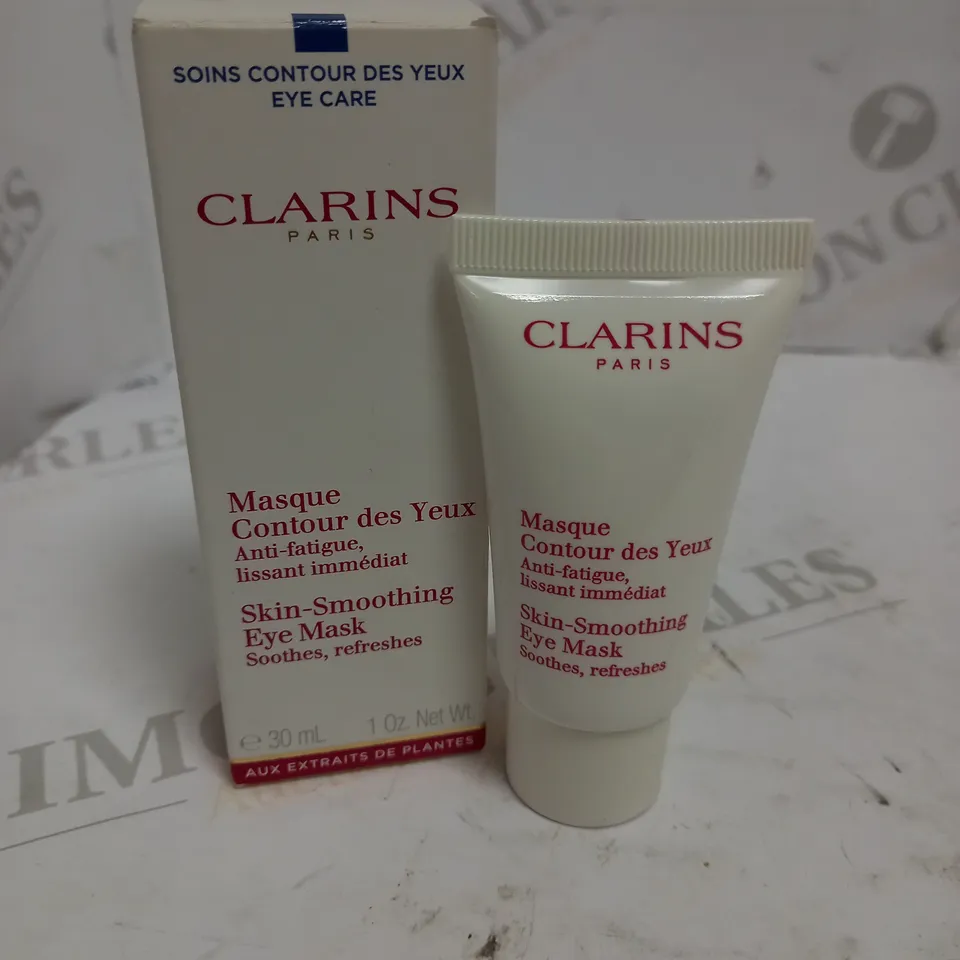 SOINS CONTOUR DES YEUX
EYE CARE
CLARINS
PARIS
Masque
Contour des Yeux
Anti-fatigue,
lissant immédiat
Skin-Smoothing
Eye Mask
Soothes, refreshes
℮ 30 mL 1 Oz. Net Wt.
AUX EXTRAITS DE PLANTES
CLARINS
PARIS
Masque
Contour des Yeux
Anti-fatigue,
lissant immédiat
Skin-Smoothing
Eye Mask
Soothes, refreshes